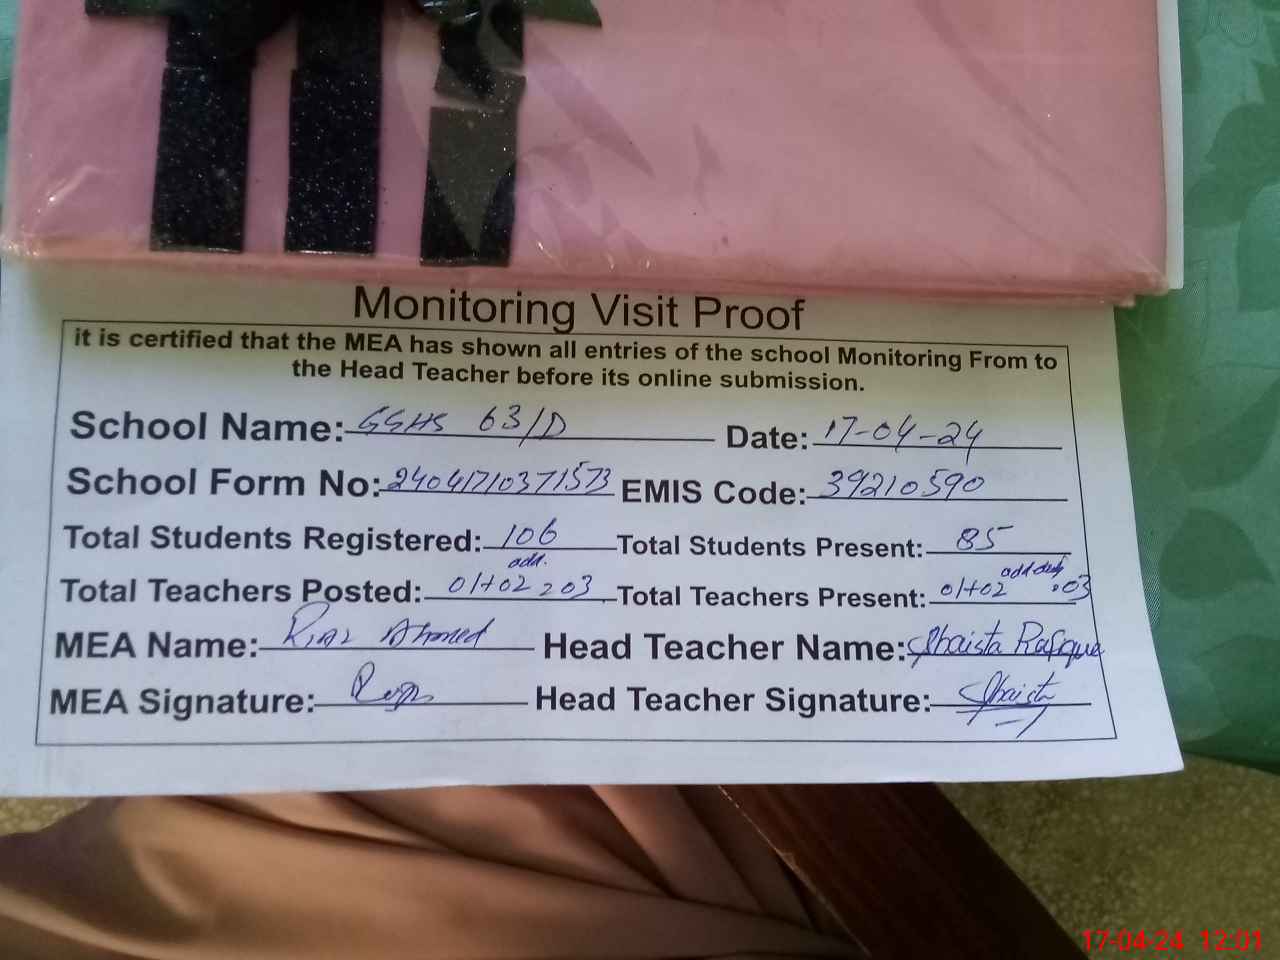 Monitoring Visit Proof
it is certified that the MEA has shown all entries of the school Monitoring From to
the Head Teacher before its online submission.
School Name: GGHS 63/D Date: 17-04-24
School Form No: 24041710371573 EMIS Code: 39210590
Total Students Registered: 106 Total Students Present: 85
add.
Total Teachers Posted: 01+02=03 Total Teachers Present: 01+02 add =03
MEA Name: Riaz Ahmed Head Teacher Name: Shaista Rafique
MEA Signature: Head Teacher Signature: Shaista
17-04-24 12:01